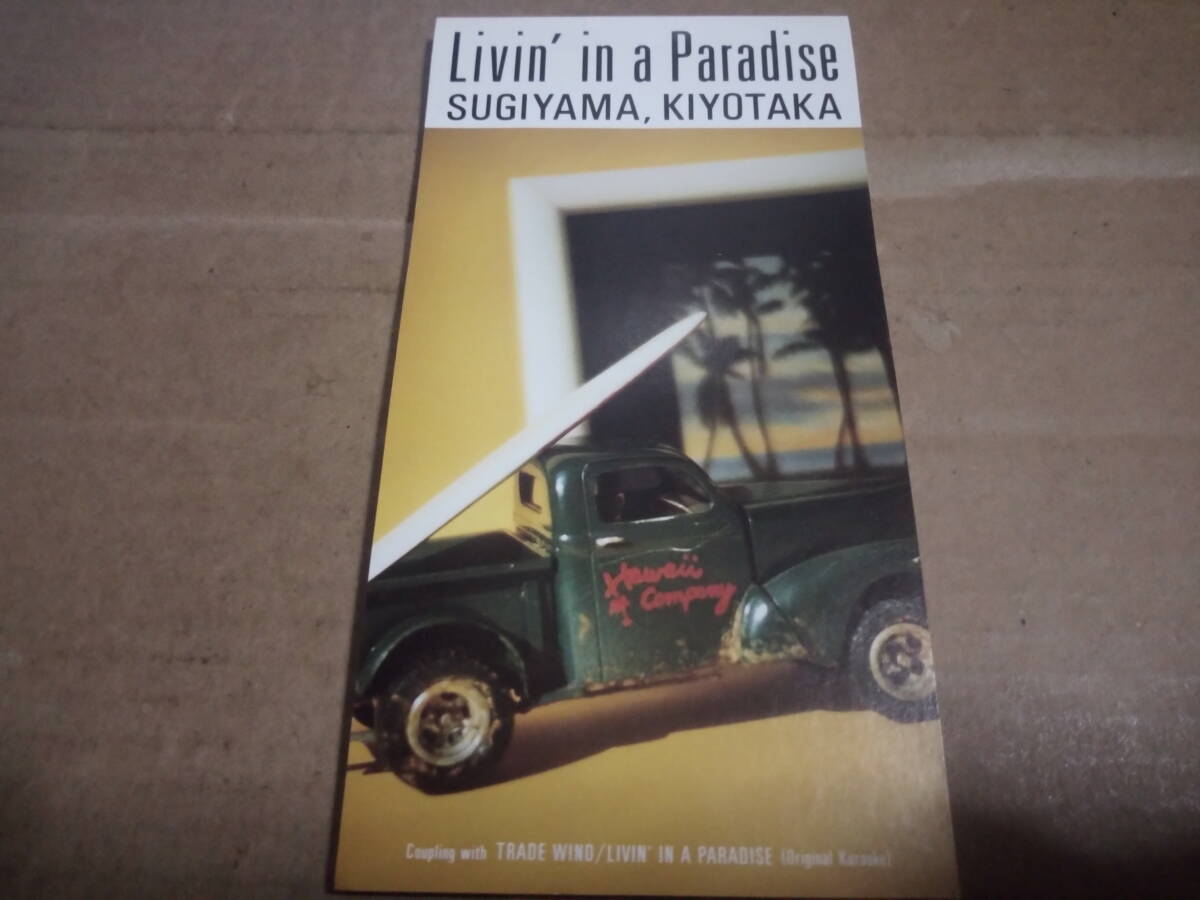 Livin' in a Paradise
SUGIYAMA, KIYOTAKA
Hawaii
Company
Coupling with TRADE WIND/LIVIN' IN A PARADISE (Original Karaoke)